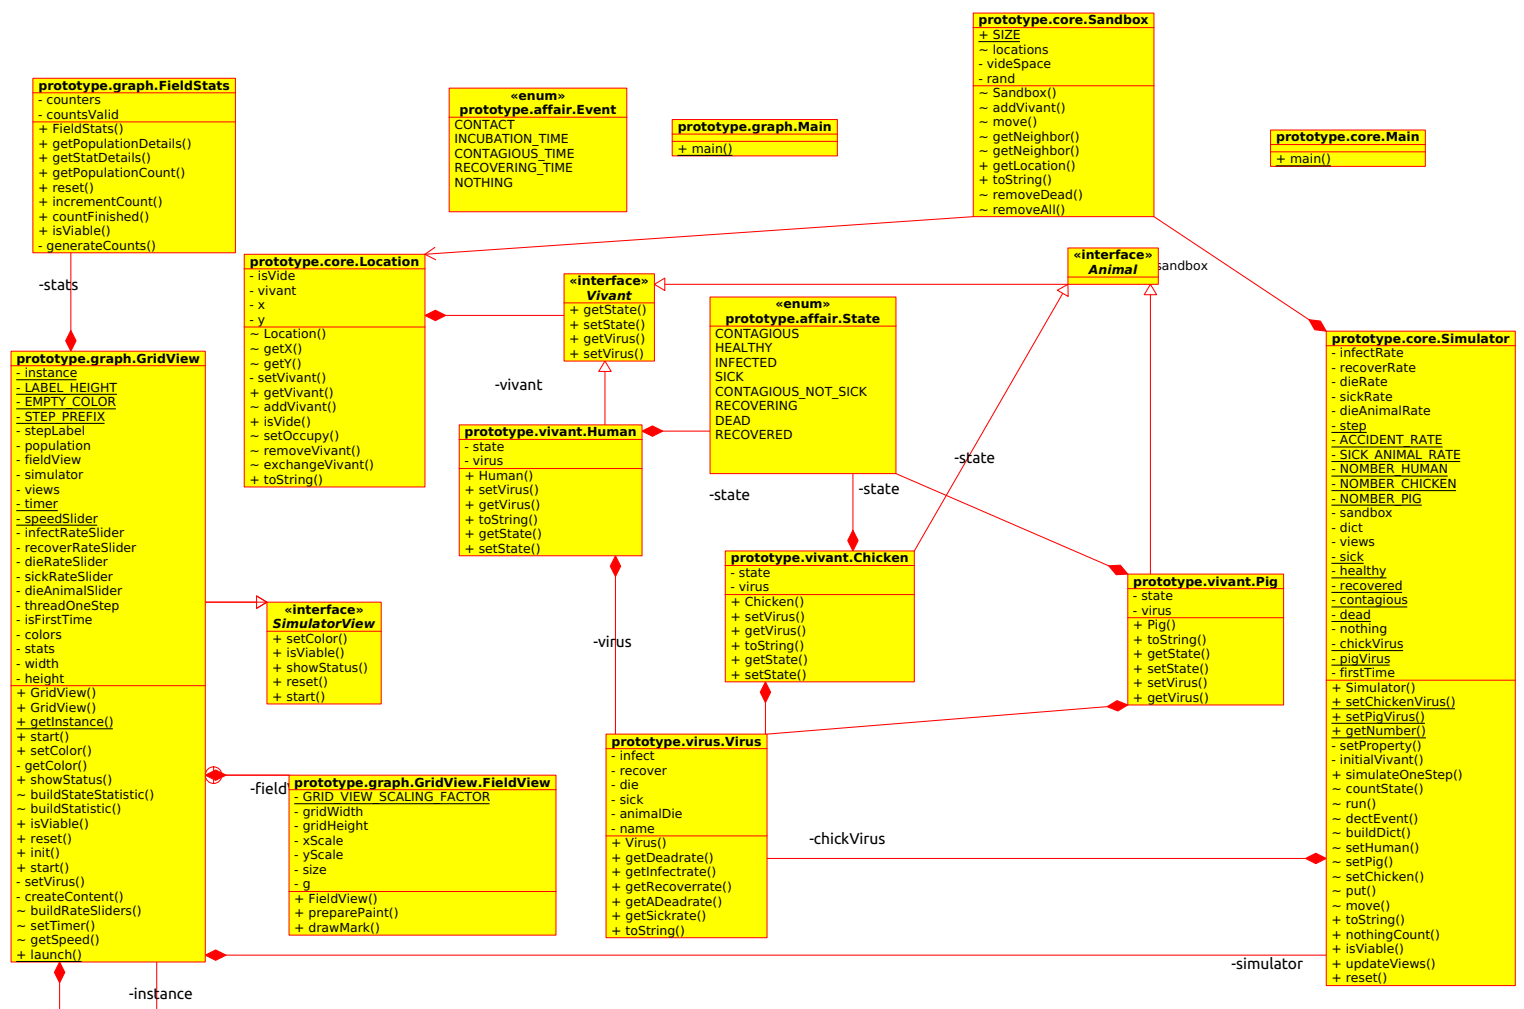 prototype.core.Sandbox
+ SIZE
~ locations
- videSpace
- rand
~ Sandbox()
~ addVivant()
~ move()
~ getNeighbor()
~ getNeighbor()
+ getLocation()
+ toString()
~ removeDead()
~ removeAll()
prototype.graph.FieldStats
- counters
- countsValid
+ FieldStats()
+ getPopulationDetails()
+ getStatDetails()
+ getPopulationCount()
+ reset()
+ incrementCount()
+ countFinished()
+ isViable()
- generateCounts()
«enum»
prototype.affair.Event
CONTACT
INCUBATION_TIME
CONTAGIOUS_TIME
RECOVERING_TIME
NOTHING
prototype.graph.Main
+ main()
prototype.core.Main
+ main()
-stats
prototype.core.Location
- isVide
- vivant
- x
- y
~ Location()
~ getX()
~ getY()
- setVivant()
+ getVivant()
~ addVivant()
+ isVide()
~ setOccupy()
~ removeVivant()
~ exchangeVivant()
+ toString()
«interface»
Vivant
+ getState()
+ setState()
+ getVirus()
+ setVirus()
-vivant
«interface»
Animal
sandbox
«enum»
prototype.affair.State
CONTAGIOUS
HEALTHY
INFECTED
SICK
CONTAGIOUS_NOT_SICK
RECOVERING
DEAD
RECOVERED
-state
-state
-state
prototype.graph.GridView
- instance
- LABEL_HEIGHT
- EMPTY_COLOR
- STEP_PREFIX
- stepLabel
- population
- fieldView
- simulator
- views
- timer
- speedSlider
- infectRateSlider
- recoverRateSlider
- dieRateSlider
- sickRateSlider
- dieAnimalSlider
- threadOneStep
- isFirstTime
- colors
- stats
- width
- height
+ GridView()
+ GridView()
+ getInstance()
+ start()
+ setColor()
- getColor()
+ showStatus()
~ buildStateStatistic()
~ buildStatistic()
+ isViable()
+ reset()
+ init()
+ start()
- setVirus()
- createContent()
~ buildRateSliders()
~ setTimer()
~ getSpeed()
+ launch()
prototype.vivant.Human
- state
- virus
+ Human()
+ setVirus()
+ getVirus()
+ toString()
+ getState()
+ setState()
-virus
prototype.vivant.Chicken
- state
- virus
+ Chicken()
+ setVirus()
+ getVirus()
+ toString()
+ getState()
+ setState()
prototype.vivant.Pig
- state
- virus
+ Pig()
+ toString()
+ getState()
+ setState()
+ setVirus()
+ getVirus()
prototype.core.Simulator
- infectRate
- recoverRate
- dieRate
- sickRate
- dieAnimalRate
- step
- ACCIDENT_RATE
- SICK_ANIMAL_RATE
- NOMBER_HUMAN
- NOMBER_CHICKEN
- NOMBER_PIG
- sandbox
- dict
- views
- sick
- healthy
- recovered
- contagious
- dead
- nothing
- chickVirus
- pigVirus
- firstTime
+ Simulator()
+ setChickenVirus()
+ setPigVirus()
+ getNumber()
- setProperty()
- initialVivant()
+ simulateOneStep()
~ countState()
~ run()
~ dectEvent()
~ buildDict()
~ setHuman()
~ setPig()
~ setChicken()
~ put()
~ move()
+ toString()
+ nothingCount()
+ isViable()
+ updateViews()
+ reset()
«interface»
SimulatorView
+ setColor()
+ isViable()
+ showStatus()
+ reset()
+ start()
-field
prototype.graph.GridView.FieldView
- GRID_VIEW_SCALING_FACTOR
- gridWidth
- gridHeight
- xScale
- yScale
- size
- g
+ FieldView()
+ preparePaint()
+ drawMark()
prototype.virus.Virus
- infect
- recover
- die
- sick
- animalDie
- name
+ Virus()
+ getDeadrate()
+ getInfectrate()
+ getRecoverrate()
+ getADeadrate()
+ getSickrate()
+ toString()
-chickVirus
-simulator
-instance